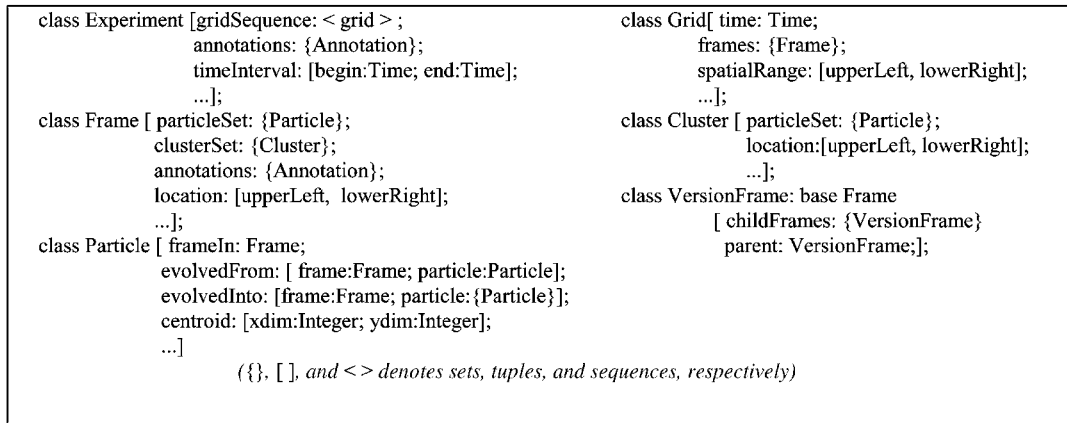 class Experiment [gridSequence: < grid > ;
annotations: {Annotation};
timeInterval: [begin:Time; end:Time];
...];
class Frame [ particleSet: {Particle};
clusterSet: {Cluster};
annotations: {Annotation};
location: [upperLeft, lowerRight];
...];
class Particle [ frameIn: Frame;
evolvedFrom: [ frame:Frame; particle:Particle];
evolvedInto: [frame:Frame; particle:{Particle}];
centroid: [xdim:Integer; ydim:Integer];
...]
class Grid[ time: Time;
frames: {Frame};
spatialRange: [upperLeft, lowerRight];
...];
class Cluster [ particleSet: {Particle};
location:[upperLeft, lowerRight];
...];
class VersionFrame: base Frame
[ childFrames: {VersionFrame}
parent: VersionFrame;];
({}, [ ], and < > denotes sets, tuples, and sequences, respectively)